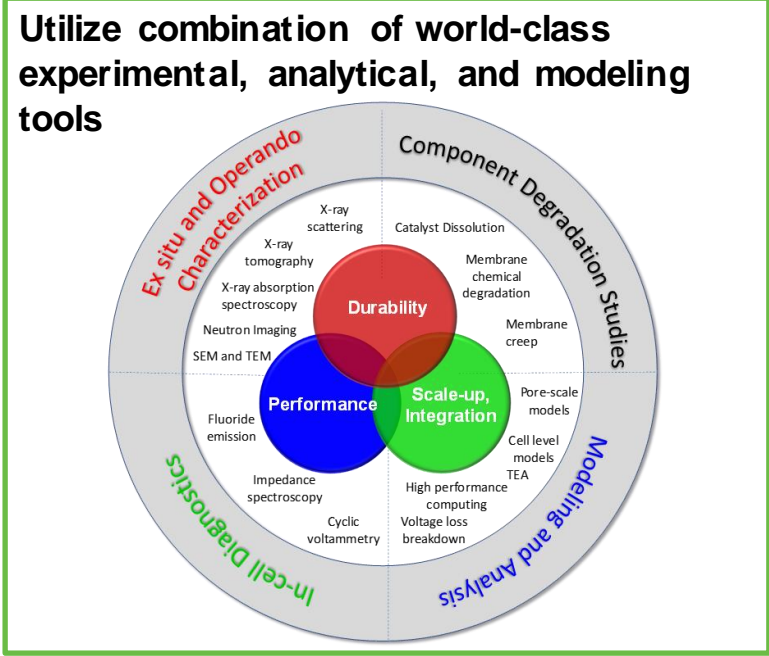 Utilize combination of world-class
experimental, analytical, and modeling
tools
Ex situ and Operando
Characterization
Component Degradation Studies
X-ray
scattering
X-ray
tomography
X-ray absorption
spectroscopy
Neutron Imaging
SEM and TEM
Catalyst Dissolution
Membrane
chemical
degradation
Membrane
creep
Durability
Performance
Scale-up,
Integration
Fluoride
emission
Impedance
spectroscopy
Cyclic
voltammetry
Pore-scale
models
Cell level
models
TEA
High performance
computing
Voltage loss
breakdown
In-cell Diagnostics
Modeling and Analysis